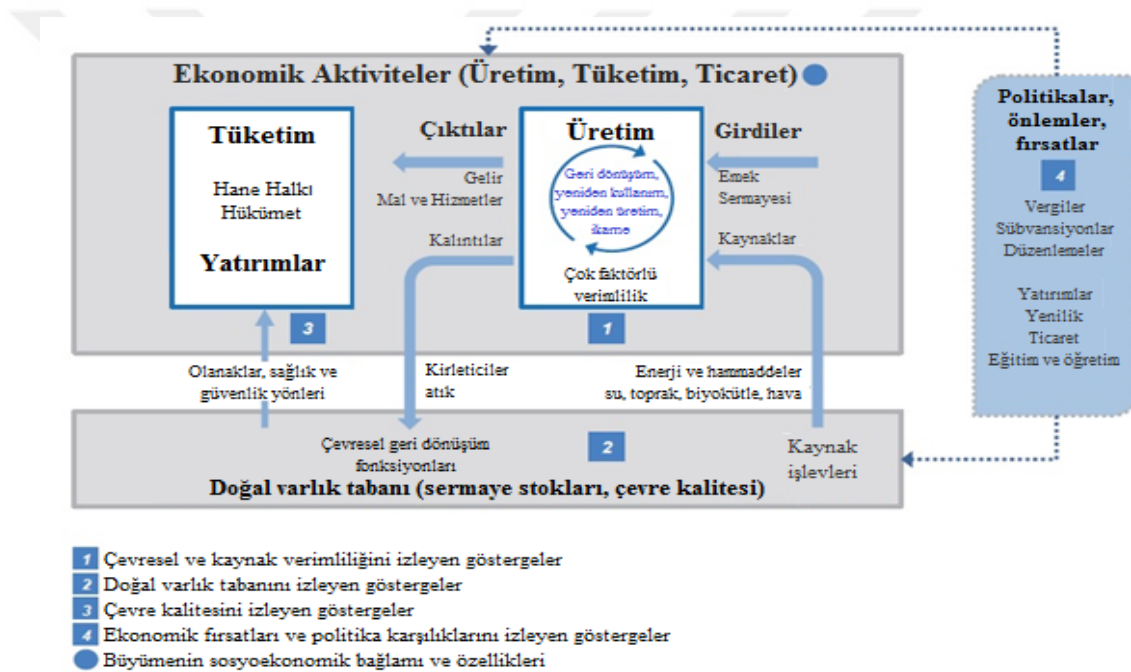 Ekonomik Aktiviteler (Üretim, Tüketim, Ticaret)
Tüketim
Hane Halkı
Hükümet
Yatırımlar
3
Çıktılar
Gelir
Mal ve Hizmetler
Kalıntılar
Üretim
Geri dönüşüm,
yeniden kullanım,
yeniden üretim,
ikame
Çok faktörlü
verimlilik
1
Girdiler
Emek
Sermayesi
Kaynaklar
Politikalar,
önlemler,
fırsatlar
4
Vergiler
Sübvansiyonlar
Düzenlemeler
Yatırımlar
Yenilik
Ticaret
Eğitim ve öğretim
Olanaklar, sağlık ve
güvenlik yönleri
Kirleticiler
atık
Enerji ve hammaddeler
su, toprak, biyokütle, hava
Çevresel geri dönüşüm
fonksiyonları
2
Kaynak
işlevleri
Doğal varlık tabanı (sermaye stokları, çevre kalitesi)
1 Çevresel ve kaynak verimliliğini izleyen göstergeler
2 Doğal varlık tabanını izleyen göstergeler
3 Çevre kalitesini izleyen göstergeler
4 Ekonomik fırsatları ve politika karşılıklarını izleyen göstergeler
Büyümenin sosyoekonomik bağlamı ve özellikleri